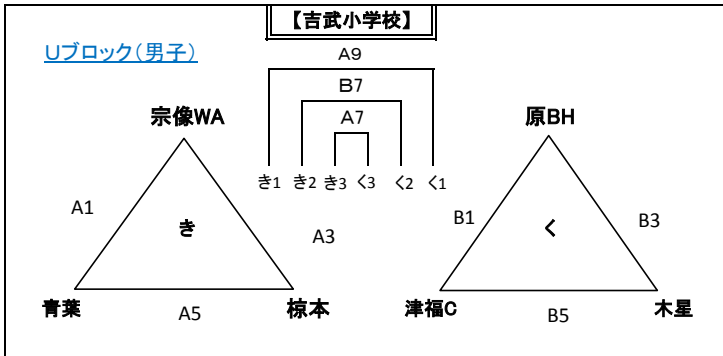 【吉武小学校】
Uブロック(男子)
A9
B7
A7
宗像WA
原BH
き1 き2 き3 く3 く2 く1
A1
き
A3
B1
く
B3
青葉
A5
椋本
津福C
B5
木星